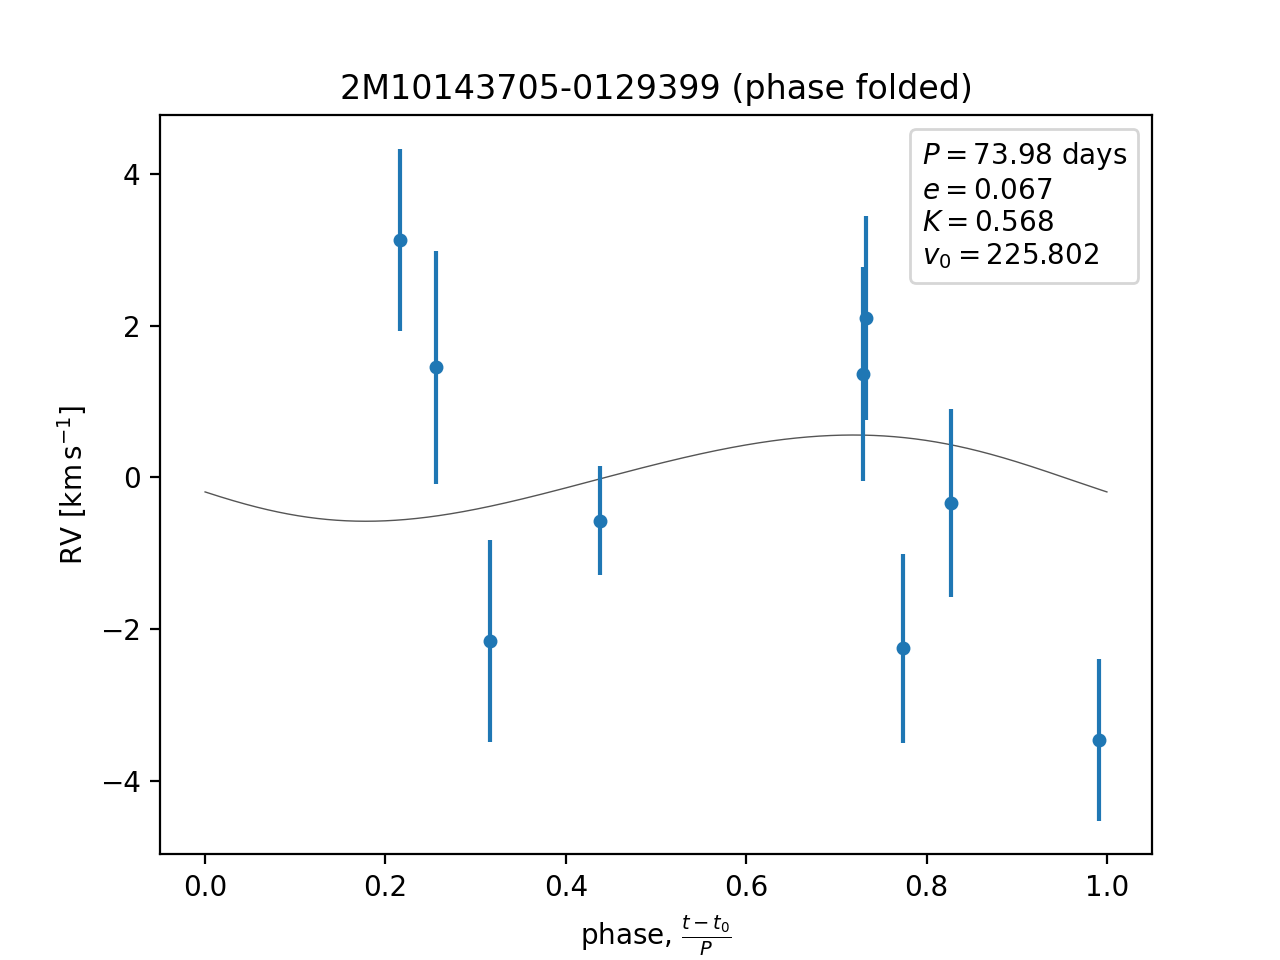 2M10143705-0129399 (phase folded)
P = 73.98 days
e = 0.067
K = 0.568
v₀ = 225.802
4
2
0
−2
−4
RV [km s⁻¹]
0.0 0.2 0.4 0.6 0.8 1.0
phase, (t − t₀)/P